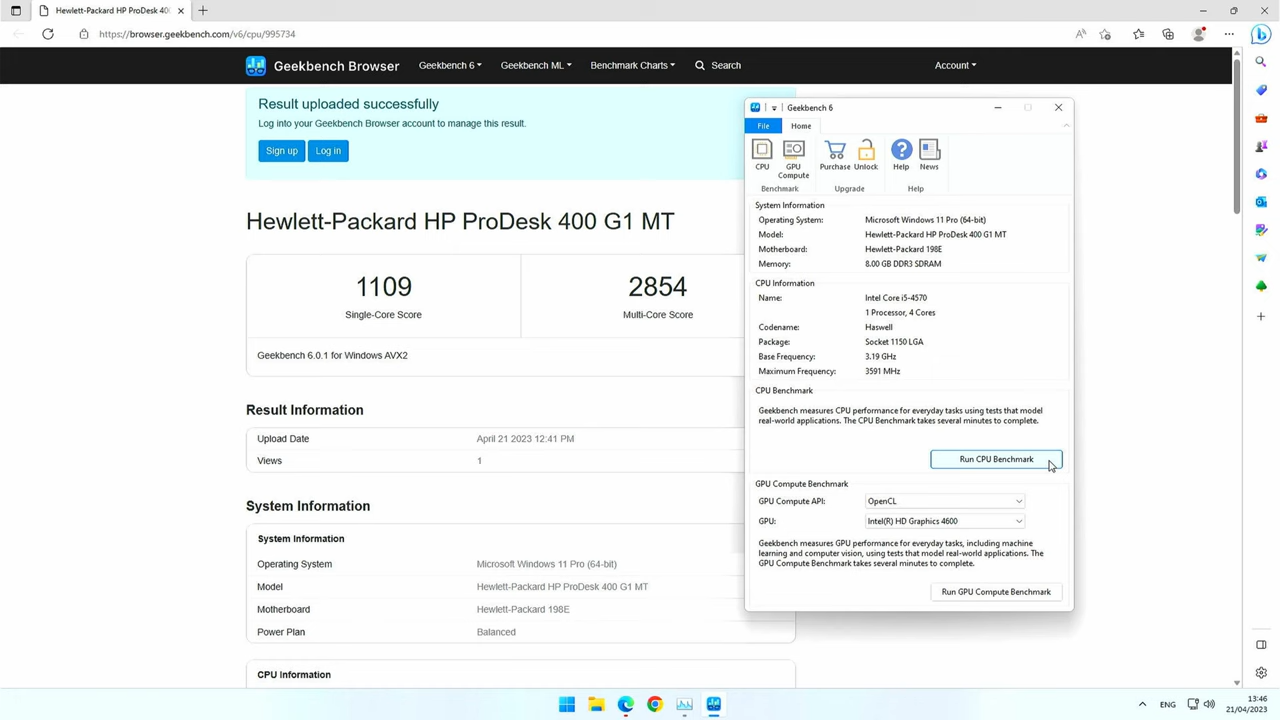 Hewlett-Packard HP ProDesk 40(
https://browser.geekbench.com/v6/cpu/995734
Geekbench Browser
Geekbench 6
Geekbench ML
Benchmark Charts
Search
Account
Result uploaded successfully
Log into your Geekbench Browser account to manage this result.
Sign up
Log in
Hewlett-Packard HP ProDesk 400 G1 MT
1109
2854
Single-Core Score
Multi-Core Score
Geekbench 6.0.1 for Windows AVX2
Result Information
Upload Date April 21 2023 12:41 PM
Views 1
System Information
System Information
Operating System Microsoft Windows 11 Pro (64-bit)
Model Hewlett-Packard HP ProDesk 400 G1 MT
Motherboard Hewlett-Packard 198E
Power Plan Balanced
CPU Information
Geekbench 6
File Home
CPU
GPU
Compute
Purchase
Unlock
Help
News
Benchmark
Upgrade
Help
System Information
Operating System: Microsoft Windows 11 Pro (64-bit)
Model: Hewlett-Packard HP ProDesk 400 G1 MT
Motherboard: Hewlett-Packard 198E
Memory: 8.00 GB DDR3 SDRAM
CPU Information
Name: Intel Core i5-4570
1 Processor, 4 Cores
Codename: Haswell
Package: Socket 1150 LGA
Base Frequency: 3.19 GHz
Maximum Frequency: 3591 MHz
CPU Benchmark
Geekbench measures CPU performance for everyday tasks using tests that model
real-world applications. The CPU Benchmark takes several minutes to complete.
Run CPU Benchmark
GPU Compute Benchmark
GPU Compute API: OpenCL
GPU: Intel(R) HD Graphics 4600
Geekbench measures GPU performance for everyday tasks, including machine
learning and computer vision, using tests that model real-world applications. The
GPU Compute Benchmark takes several minutes to complete.
Run GPU Compute Benchmark
ENG
13:46
21/04/2023